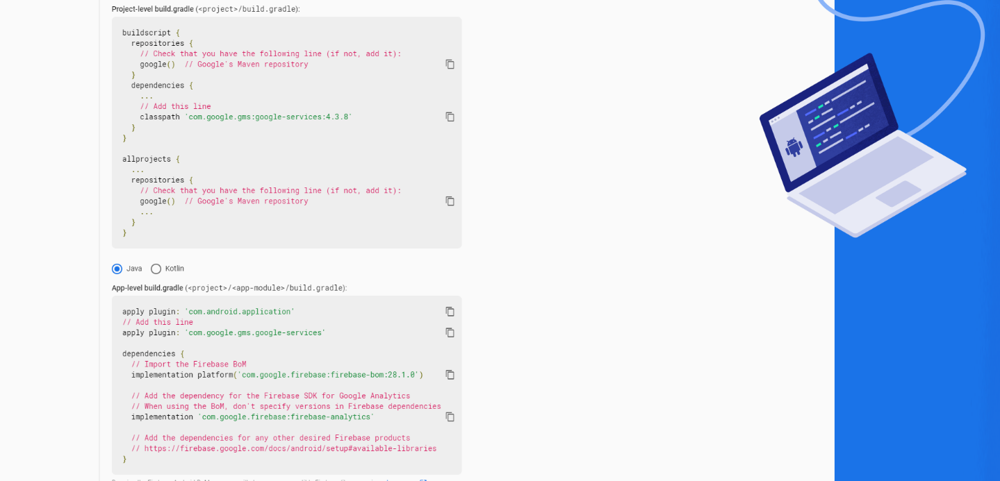 Project-level build.gradle (<project>/build.gradle):
buildscript {
  repositories {
    // Check that you have the following line (if not, add it):
    google()  // Google's Maven repository
  }
  dependencies {
    ...
    // Add this line
    classpath 'com.google.gms:google-services:4.3.8'
  }
}

allprojects {
  ...
  repositories {
    // Check that you have the following line (if not, add it):
    google()  // Google's Maven repository
    ...
  }
}
Java Kotlin
App-level build.gradle (<project>/<app-module>/build.gradle):
apply plugin: 'com.android.application'
// Add this line
apply plugin: 'com.google.gms.google-services'

dependencies {
  // Import the Firebase BoM
  implementation platform('com.google.firebase:firebase-bom:28.1.0')

  // Add the dependency for the Firebase SDK for Google Analytics
  // When using the BoM, don't specify versions in Firebase dependencies
  implementation 'com.google.firebase:firebase-analytics'

  // Add the dependencies for any other desired Firebase products
  // https://firebase.google.com/docs/android/setup#available-libraries
}